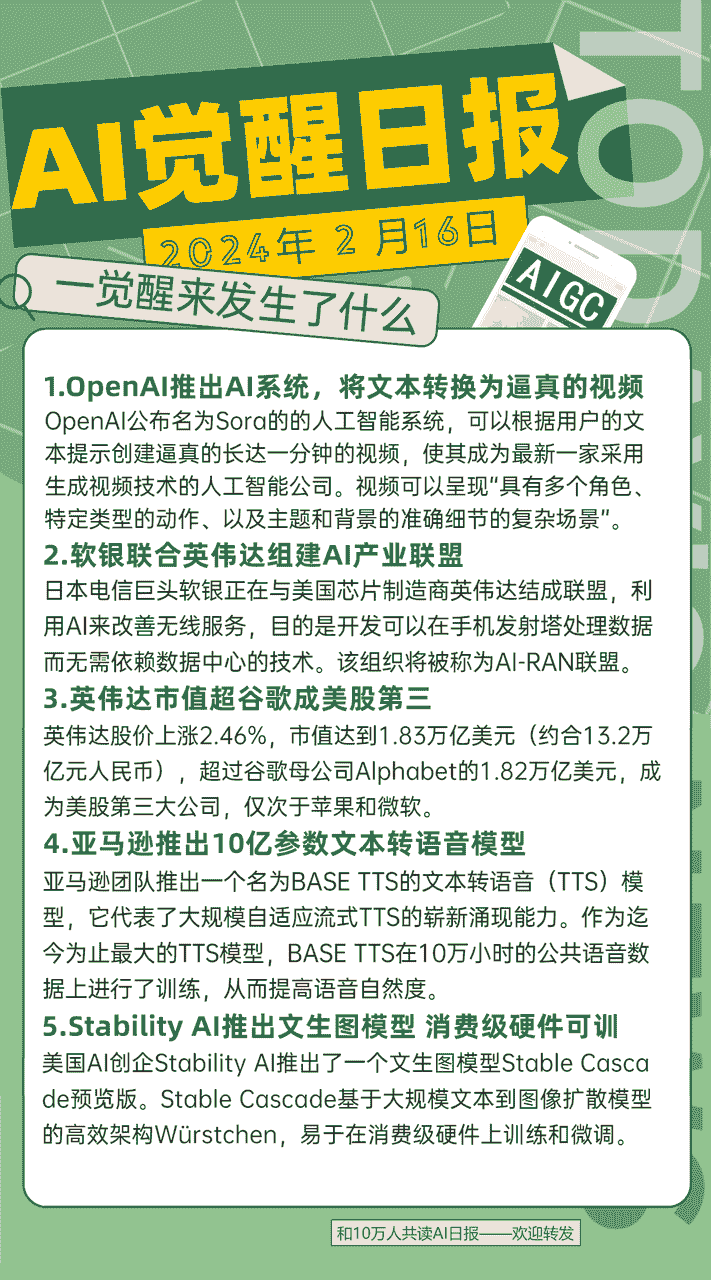 AI觉醒日报
2024年 2 月16日
AIGC
一觉醒来发生了什么
1.OpenAI推出AI系统，将文本转换为逼真的视频
OpenAI公布名为Sora的的人工智能系统，可以根据用户的文
本提示创建逼真的长达一分钟的视频，使其成为最新一家采用
生成视频技术的人工智能公司。视频可以呈现“具有多个角色、
特定类型的动作、以及主题和背景的准确细节的复杂场景”。
2.软银联合英伟达组建AI产业联盟
日本电信巨头软银正在与美国芯片制造商英伟达结成联盟，利
用AI来改善无线服务，目的是开发可以在手机发射塔处理数据
而无需依赖数据中心的技术。该组织将被称为AI-RAN联盟。
3.英伟达市值超谷歌成美股第三
英伟达股价上涨2.46%，市值达到1.83万亿美元（约合13.2万
亿元人民币），超过谷歌母公司Alphabet的1.82万亿美元，成
为美股第三大公司，仅次于苹果和微软。
4.亚马逊推出10亿参数文本转语音模型
亚马逊团队推出一个名为BASE TTS的文本转语音（TTS）模
型，它代表了大规模自适应流式TTS的崭新涌现能力。作为迄
今为止最大的TTS模型，BASE TTS在10万小时的公共语音数
据上进行了训练，从而提高语音自然度。
5.Stability AI推出文生图模型 消费级硬件可训
美国AI创企Stability AI推出了一个文生图模型Stable Casca
de预览版。Stable Cascade基于大规模文本到图像扩散模型
的高效架构Würstchen，易于在消费级硬件上训练和微调。
和10万人共读AI日报——欢迎转发